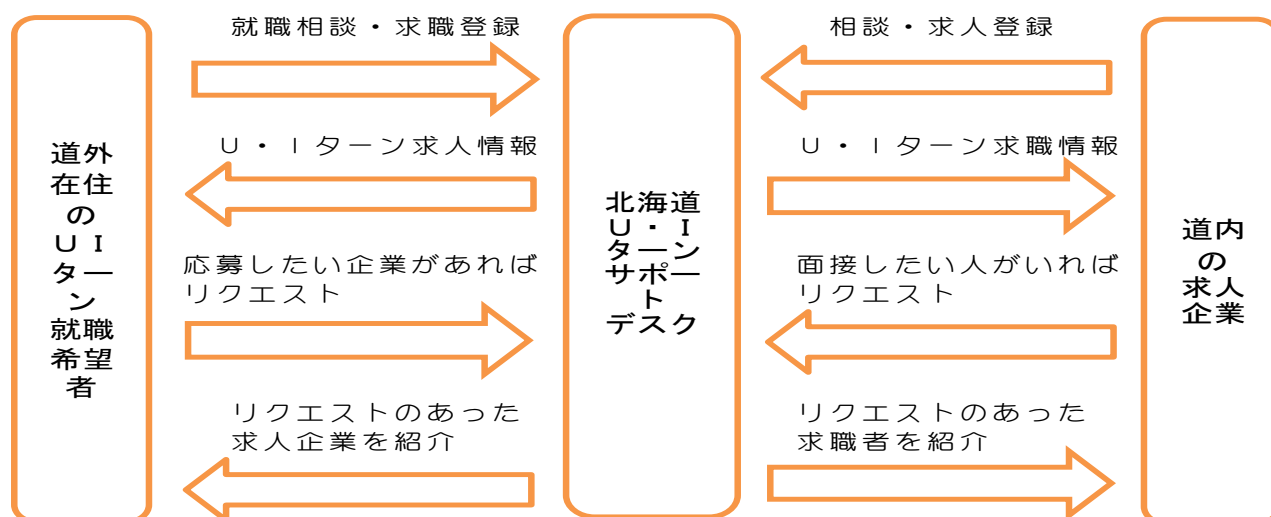 就職相談・求職登録
相談・求人登録
U・Iターン求人情報
U・Iターン求職情報
道外
在住
の
UI
ター
ン
就職
希望
者
北海道
U・I
ターン
サポー
ト
デスク
道内
の
求人
企業
応募したい企業があれば
リクエスト
面接したい人がいれば
リクエスト
リクエストのあった
求人企業を紹介
リクエストのあった
求職者を紹介